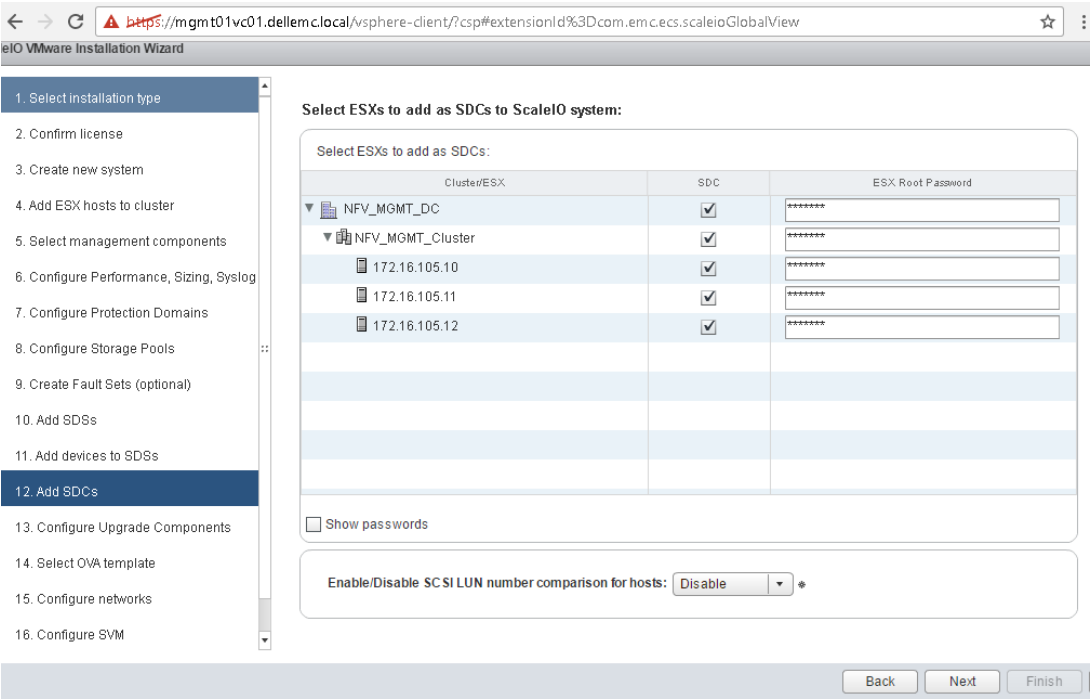 https://mgmt01vc01.dellemc.local/vsphere-client/?csp#extensionId%3Dcom.emc.ecs.scaleioGlobalView
eIO VMware Installation Wizard
1. Select installation type
2. Confirm license
3. Create new system
4. Add ESX hosts to cluster
5. Select management components
6. Configure Performance, Sizing, Syslog
7. Configure Protection Domains
8. Configure Storage Pools
9. Create Fault Sets (optional)
10. Add SDSs
11. Add devices to SDSs
12. Add SDCs
13. Configure Upgrade Components
14. Select OVA template
15. Configure networks
16. Configure SVM
Select ESXs to add as SDCs to ScaleIO system:
Select ESXs to add as SDCs:
Cluster/ESX SDC ESX Root Password
NFV_MGMT_DC *******
NFV_MGMT_Cluster *******
172.16.105.10 *******
172.16.105.11 *******
172.16.105.12 *******
Show passwords
Enable/Disable SCSI LUN number comparison for hosts: Disable *
Back Next Finish